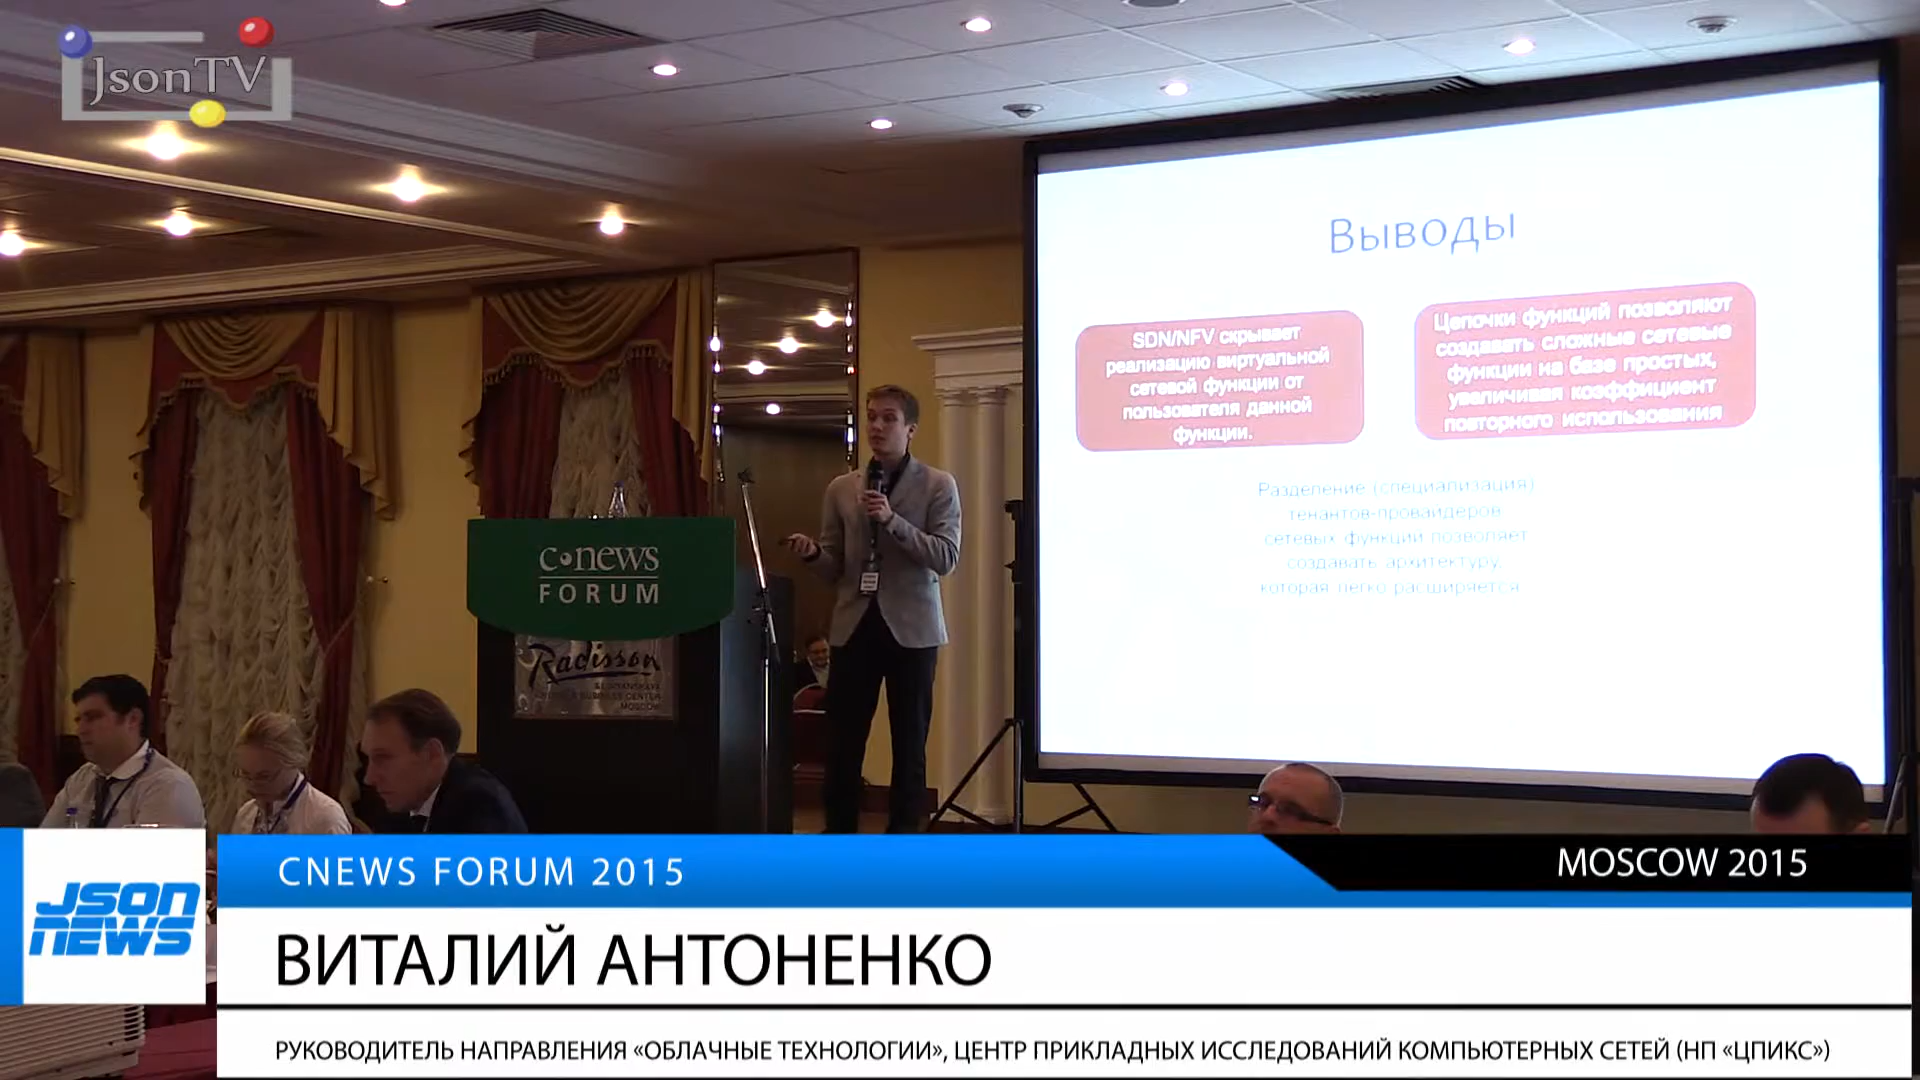 JsonTV
Выводы
SDN/NFV скрывает
реализацию виртуальной
сетевой функции от
пользователя данной
функции.
Цепочки функций позволяют
создавать сложные сетевые
функции на базе простых,
увеличивая коэффициент
повторного использования
Разделение (специализация)
тенантов-провайдеров
сетевых функции позволяет
создавать архитектуру,
которая легко расширяется
c·news
FORUM
Radisson
MOSCOW
CNEWS FORUM 2015
MOSCOW 2015
JSON
NEWS
ВИТАЛИЙ АНТОНЕНКО
РУКОВОДИТЕЛЬ НАПРАВЛЕНИЯ «ОБЛАЧНЫЕ ТЕХНОЛОГИИ», ЦЕНТР ПРИКЛАДНЫХ ИССЛЕДОВАНИЙ КОМПЬЮТЕРНЫХ СЕТЕЙ (НП «ЦПИКС»)